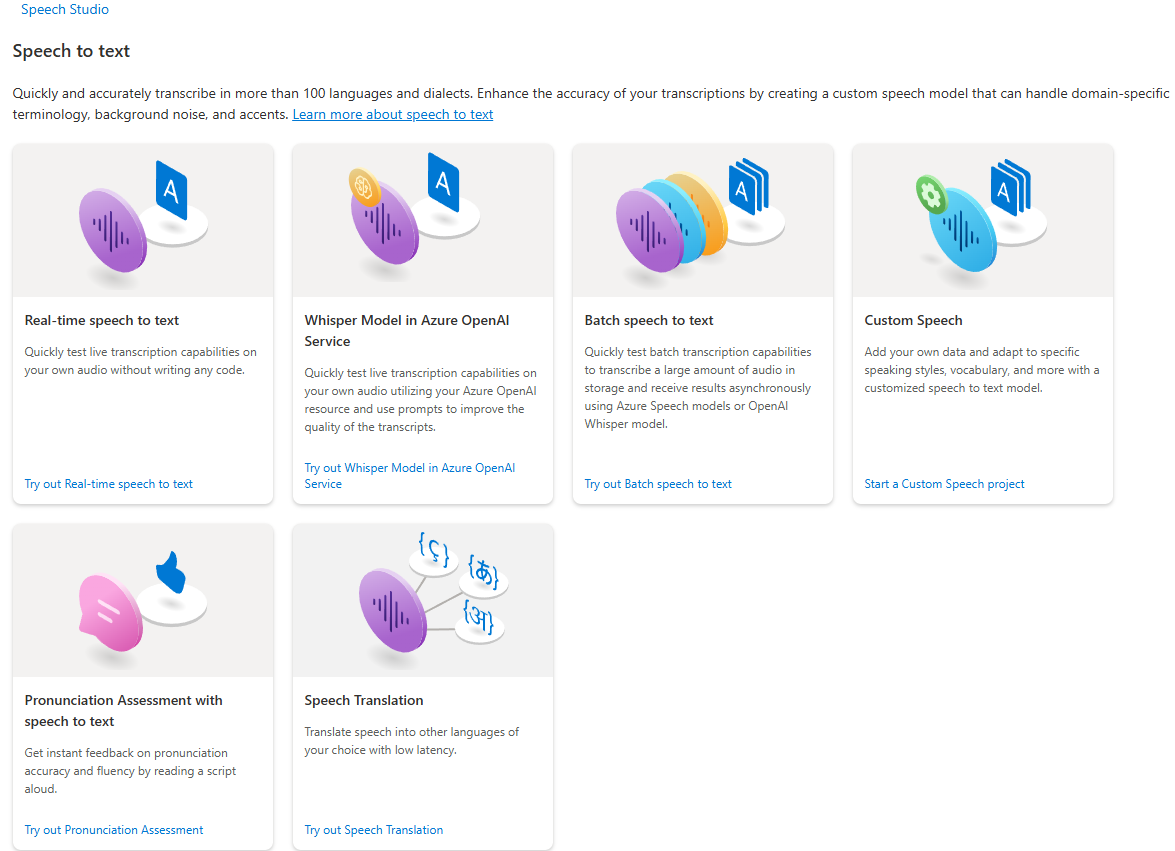 Speech Studio
Speech to text
Quickly and accurately transcribe in more than 100 languages and dialects. Enhance the accuracy of your transcriptions by creating a custom speech model that can handle domain-specific
terminology, background noise, and accents. Learn more about speech to text
A
Real-time speech to text
Quickly test live transcription capabilities on
your own audio without writing any code.
Try out Real-time speech to text
A
Whisper Model in Azure OpenAI
Service
Quickly test live transcription capabilities on
your own audio utilizing your Azure OpenAI
resource and use prompts to improve the
quality of the transcripts.
Try out Whisper Model in Azure OpenAI
Service
A
Batch speech to text
Quickly test batch transcription capabilities
to transcribe a large amount of audio in
storage and receive results asynchronously
using Azure Speech models or OpenAI
Whisper model.
Try out Batch speech to text
A
Custom Speech
Add your own data and adapt to specific
speaking styles, vocabulary, and more with a
customized speech to text model.
Start a Custom Speech project
Pronunciation Assessment with
speech to text
Get instant feedback on pronunciation
accuracy and fluency by reading a script
aloud.
Try out Pronunciation Assessment
{ç}
{あ}
{अ}
Speech Translation
Translate speech into other languages of
your choice with low latency.
Try out Speech Translation